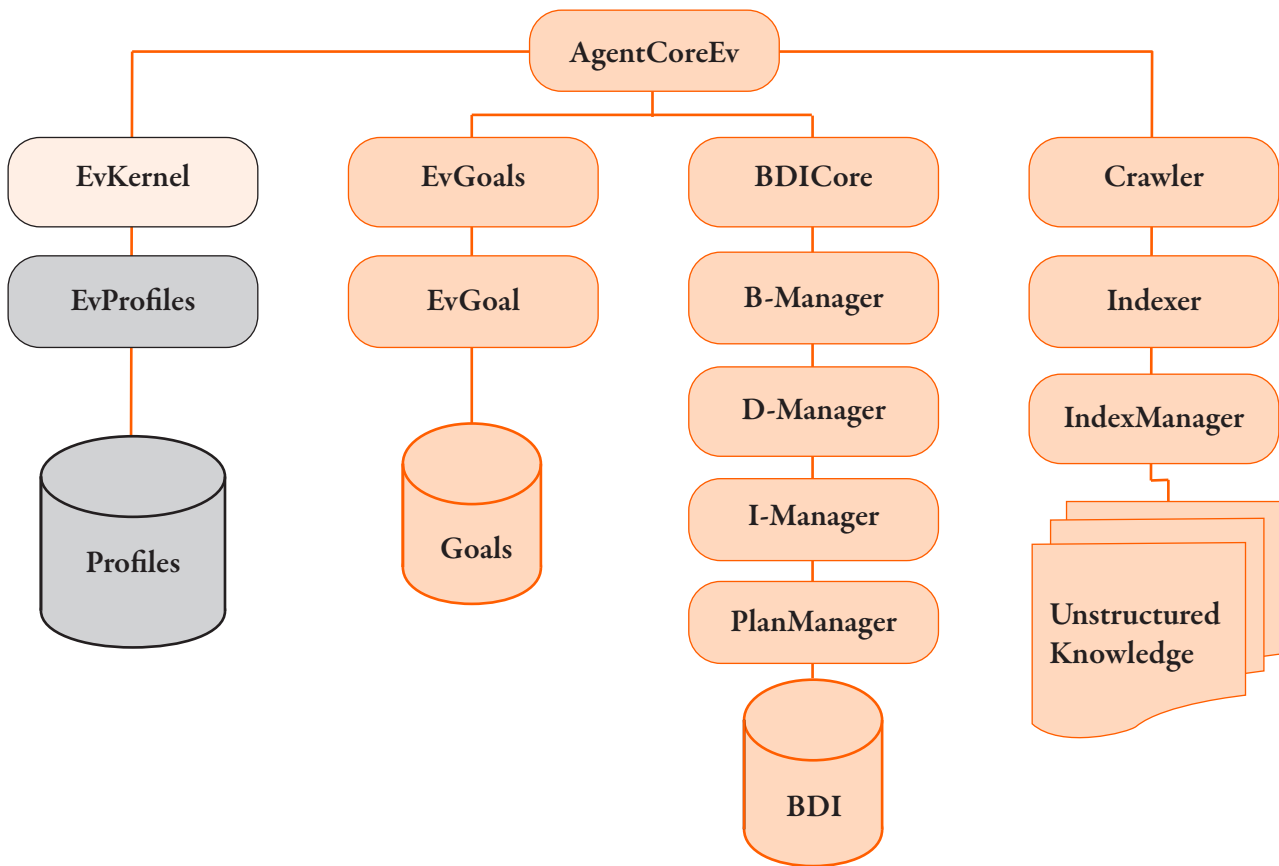 AgentCoreEv
EvKernel
EvGoals
BDICore
Crawler
EvProfiles
EvGoal
B-Manager
Indexer
D-Manager
IndexManager
I-Manager
Profiles
Goals
PlanManager
Unstructured
Knowledge
BDI